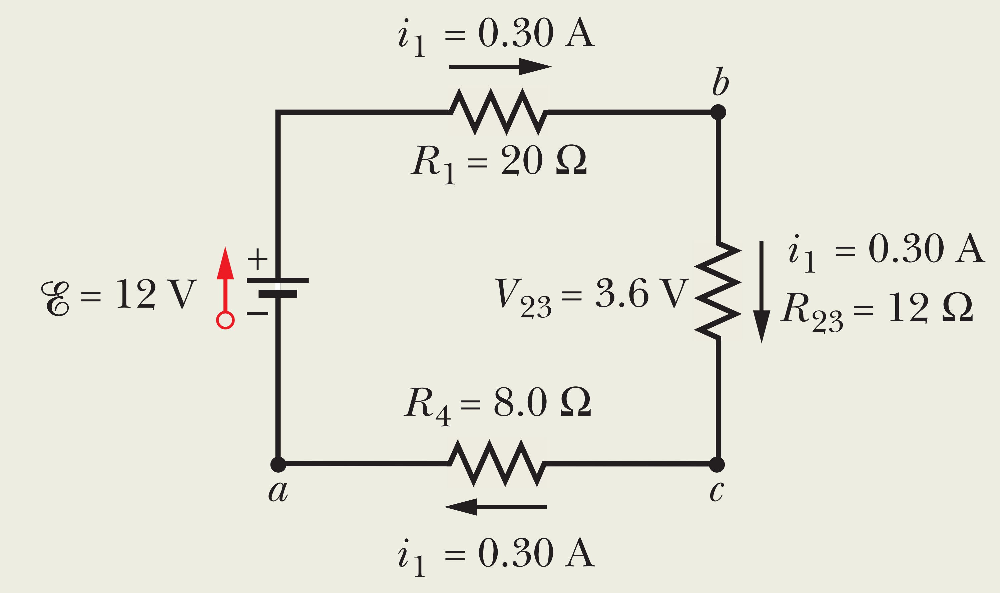 i₁ = 0.30 A
b
R₁ = 20 Ω
i₁ = 0.30 A
+
ℰ = 12 V
V₂₃ = 3.6 V
R₂₃ = 12 Ω
−
R₄ = 8.0 Ω
a
c
i₁ = 0.30 A